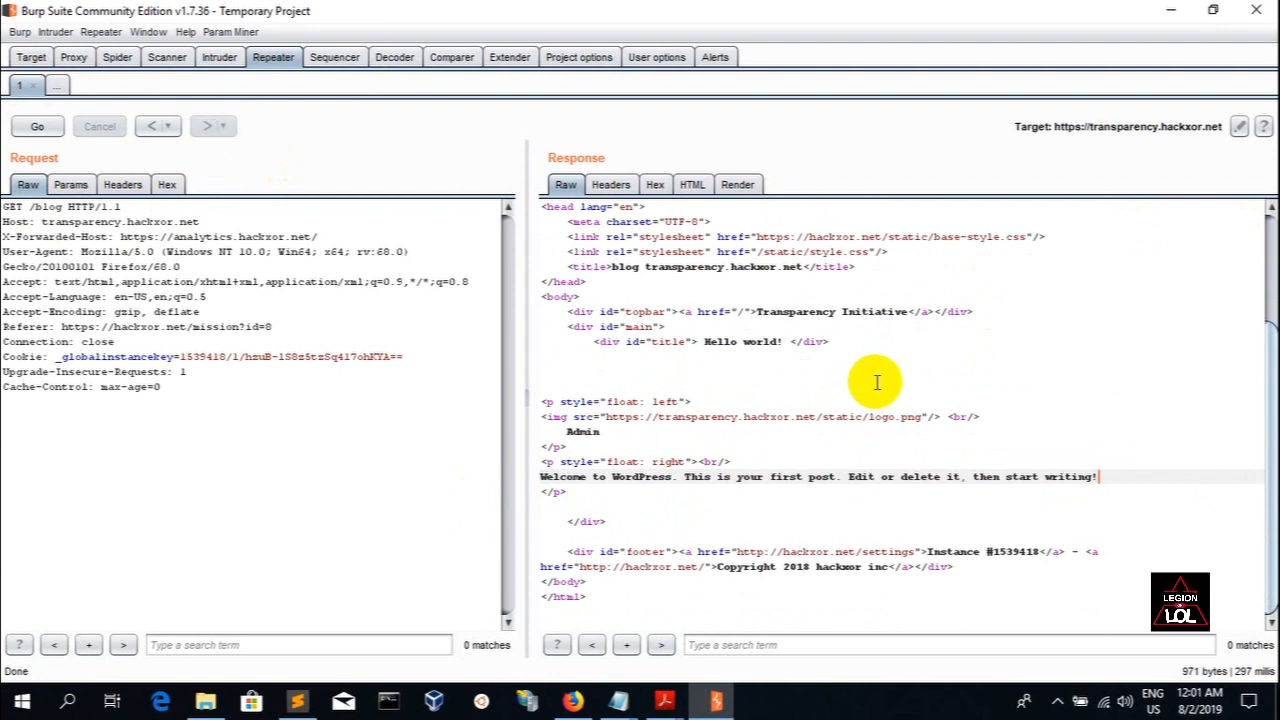 Burp Suite Community Edition v1.7.36 - Temporary Project
Burp Intruder Repeater Window Help Param Miner
Target Proxy Spider Scanner Intruder Repeater Sequencer Decoder Comparer Extender Project options User options Alerts
1 × ...
Go Cancel < > Target: https://transparency.hackxor.net ?
Request
Raw Params Headers Hex
GET /blog HTTP/1.1
Host: transparency.hackxor.net
X-Forwarded-Host: https://analytics.hackxor.net/
User-Agent: Mozilla/5.0 (Windows NT 10.0; Win64; x64; rv:68.0)
Gecko/20100101 Firefox/68.0
Accept: text/html,application/xhtml+xml,application/xml;q=0.9,*/*;q=0.8
Accept-Language: en-US,en;q=0.5
Accept-Encoding: gzip, deflate
Referer: https://hackxor.net/mission?id=8
Connection: close
Cookie: _globalinstancekey=1539418/1/hzuB-1S8z5tzSq417ohKYA==
Upgrade-Insecure-Requests: 1
Cache-Control: max-age=0
? < + > Type a search term 0 matches
Response
Raw Headers Hex HTML Render
<head lang="en">
<meta charset="UTF-8">
<link rel="stylesheet" href="https://hackxor.net/static/base-style.css"/>
<link rel="stylesheet" href="/static/style.css"/>
<title>blog transparency.hackxor.net</title>
</head>
<body>
<div id="topbar"><a href="/">Transparency Initiative</a></div>
<div id="main">
<div id="title"> Hello world! </div>
<p style="float: left">
<img src="https://transparency.hackxor.net/static/logo.png"/> <br/>
Admin
</p>
<p style="float: right"><br/>
Welcome to WordPress. This is your first post. Edit or delete it, then start writing!
</p>
</div>
<div id="footer"><a href="http://hackxor.net/settings">Instance #1539418</a> - <a
href="http://hackxor.net/">Copyright 2018 hackxor inc</a></div>
</body>
</html>
LEGION
LOL
? < + > Type a search term 0 matches
Done 971 bytes | 297 milis
ENG
US
12:01 AM
8/2/2019